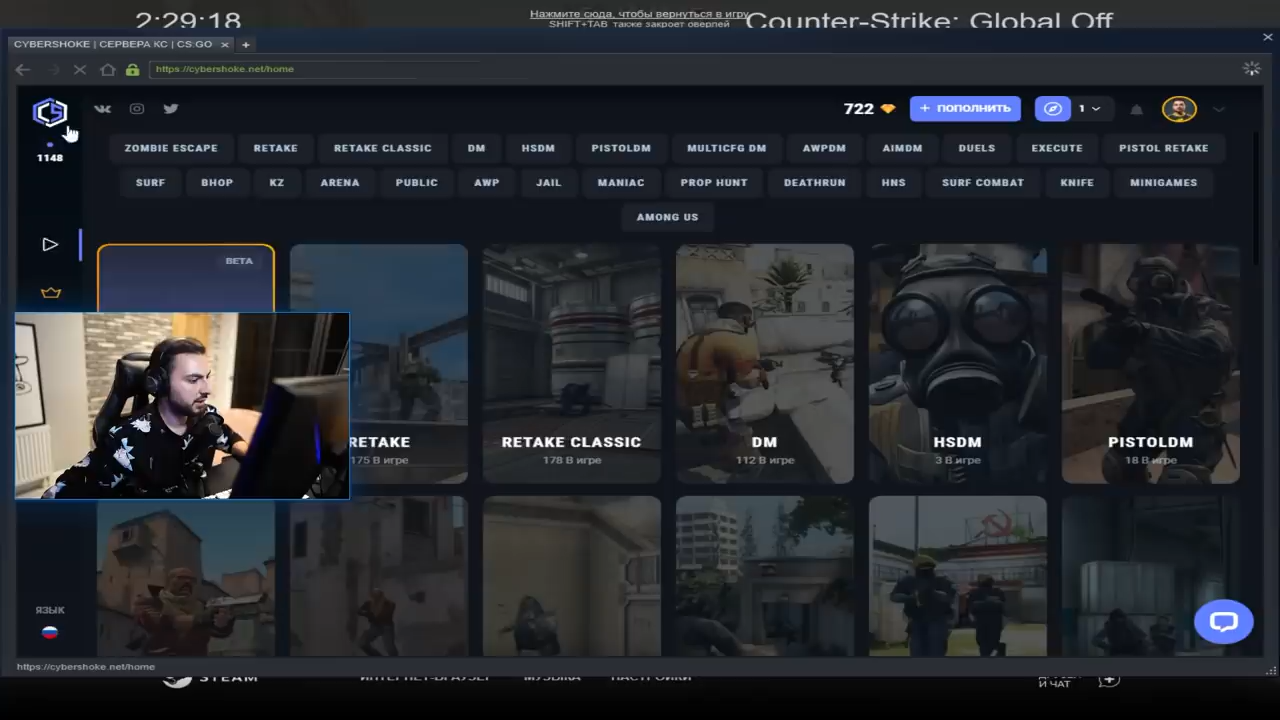 2:29:18
Нажмите сюда, чтобы вернуться в игру
SHIFT+TAB также закроет оверлей
Counter-Strike: Global Off
CYBERSHOKE | СЕРВЕРА КС | CS:GO
https://cybershoke.net/home
722
+ ПОПОЛНИТЬ
1
1148
ZOMBIE ESCAPE
RETAKE
RETAKE CLASSIC
DM
HSDM
PISTOLDM
MULTICFG DM
AWPDM
AIMDM
DUELS
EXECUTE
PISTOL RETAKE
SURF
BHOP
KZ
ARENA
PUBLIC
AWP
JAIL
MANIAC
PROP HUNT
DEATHRUN
HNS
SURF COMBAT
KNIFE
MINIGAMES
AMONG US
BETA
RETAKE
175 В игре
RETAKE CLASSIC
178 В игре
DM
112 В игре
HSDM
3 В игре
PISTOLDM
18 В игре
ЯЗЫК
https://cybershoke.net/home
STEAM
ИНТЕРНЕТ-БРАУЗЕР
МУЗЫКА
НАСТРОЙКИ
И ЧАТ